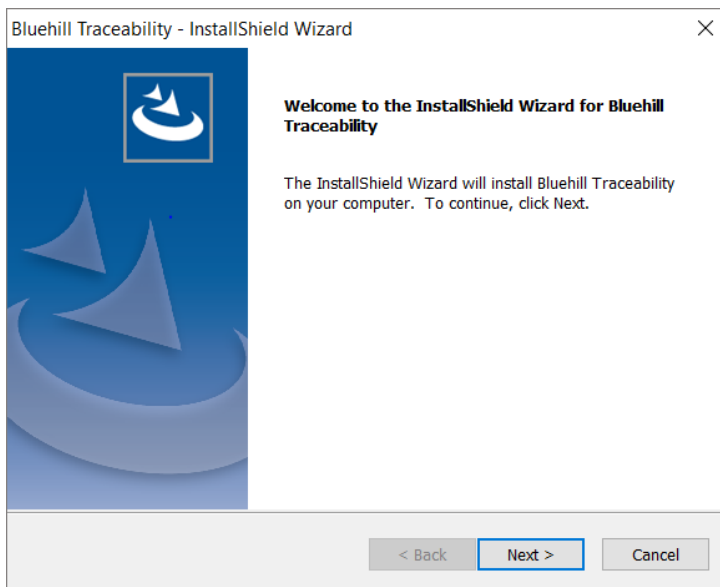 Bluehill Traceability - InstallShield Wizard
Welcome to the InstallShield Wizard for Bluehill
Traceability
The InstallShield Wizard will install Bluehill Traceability
on your computer.  To continue, click Next.
< Back
Next >
Cancel